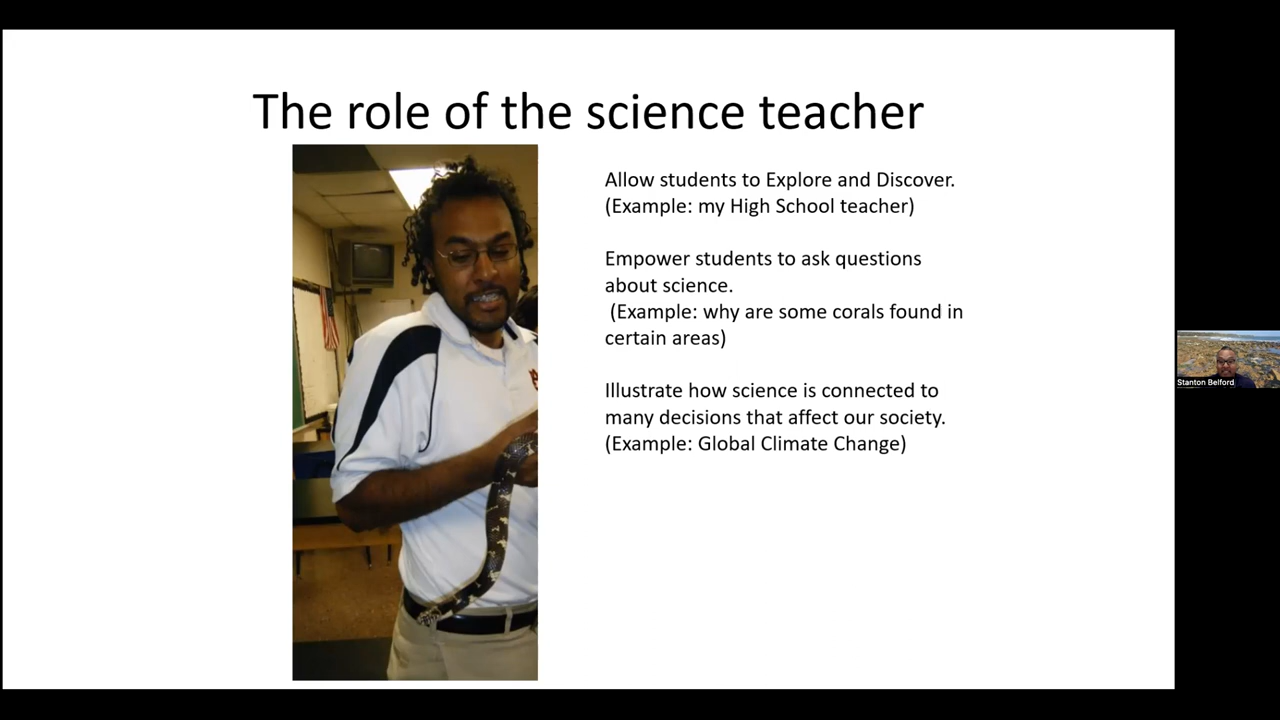 The role of the science teacher
Allow students to Explore and Discover.
(Example: my High School teacher)
Empower students to ask questions
about science.
(Example: why are some corals found in
certain areas)
Illustrate how science is connected to
many decisions that affect our society.
(Example: Global Climate Change)
Stanton Belford